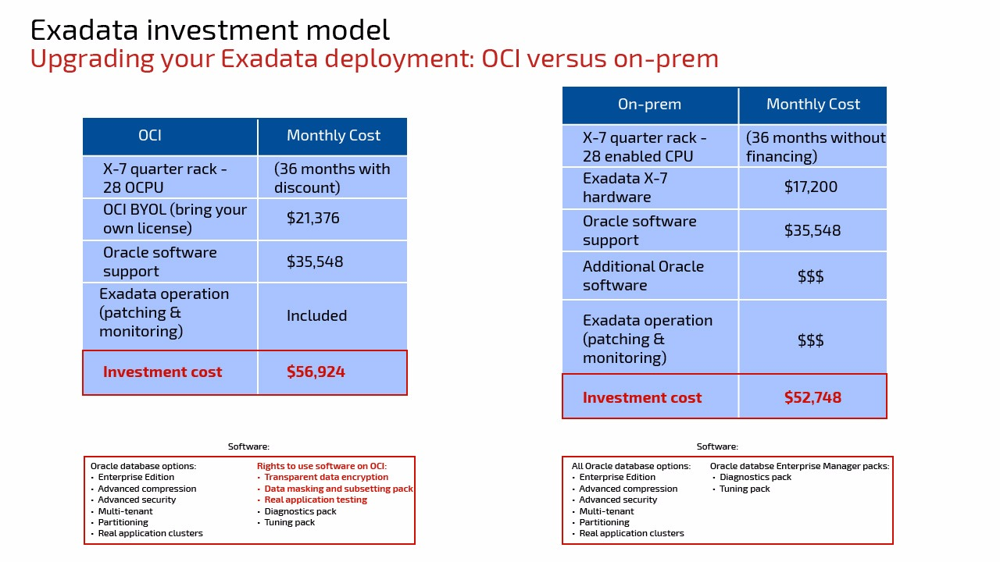 Exadata investment model
Upgrading your Exadata deployment: OCI versus on-prem
OCI
Monthly Cost
X-7 quarter rack -
28 OCPU
(36 months with
discount)
OCI BYOL (bring your
own license)
$21,376
Oracle software
support
$35,548
Exadata operation
(patching &
monitoring)
Included
Investment cost
$56,924
On-prem
Monthly Cost
X-7 quarter rack -
28 enabled CPU
(36 months without
financing)
Exadata X-7
hardware
$17,200
Oracle software
support
$35,548
Additional Oracle
software
$$$
Exadata operation
(patching &
monitoring)
$$$
Investment cost
$52,748
Software:
Oracle database options:
• Enterprise Edition
• Advanced compression
• Advanced security
• Multi-tenant
• Partitioning
• Real application clusters
Rights to use software on OCI:
• Transparent data encryption
• Data masking and subsetting pack
• Real application testing
• Diagnostics pack
• Tuning pack
Software:
All Oracle database options:
• Enterprise Edition
• Advanced compression
• Advanced security
• Multi-tenant
• Partitioning
• Real application clusters
Oracle databse Enterprise Manager packs:
• Diagnostics pack
• Tuning pack